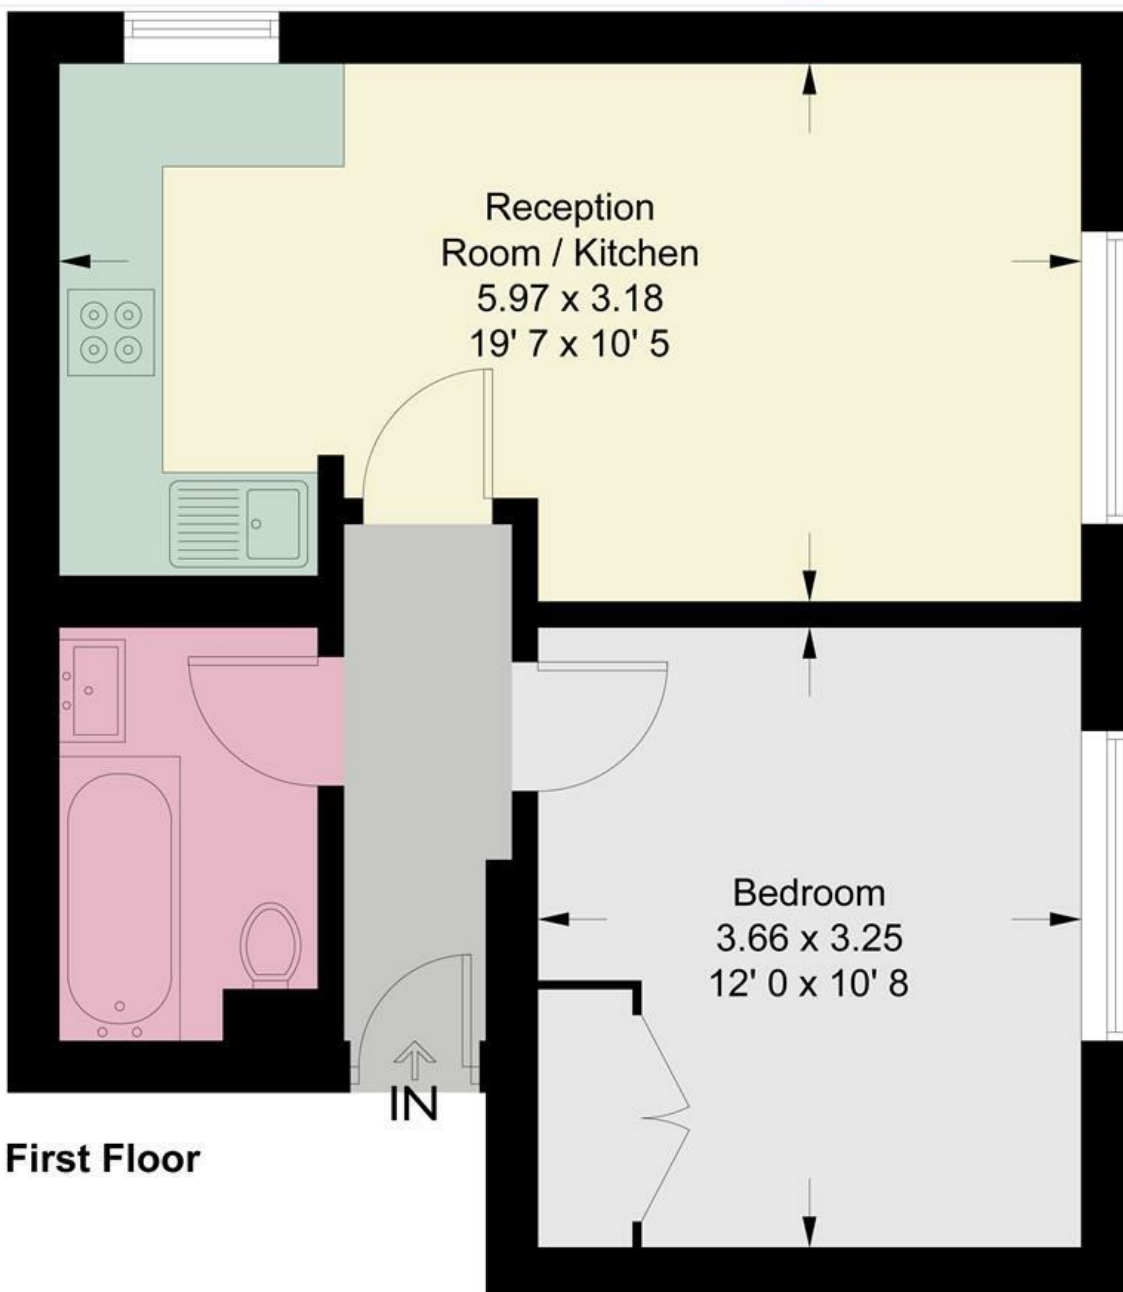 Reception
Room / Kitchen
5.97 x 3.18
19' 7 x 10' 5
Bedroom
3.66 x 3.25
12' 0 x 10' 8
IN
First Floor